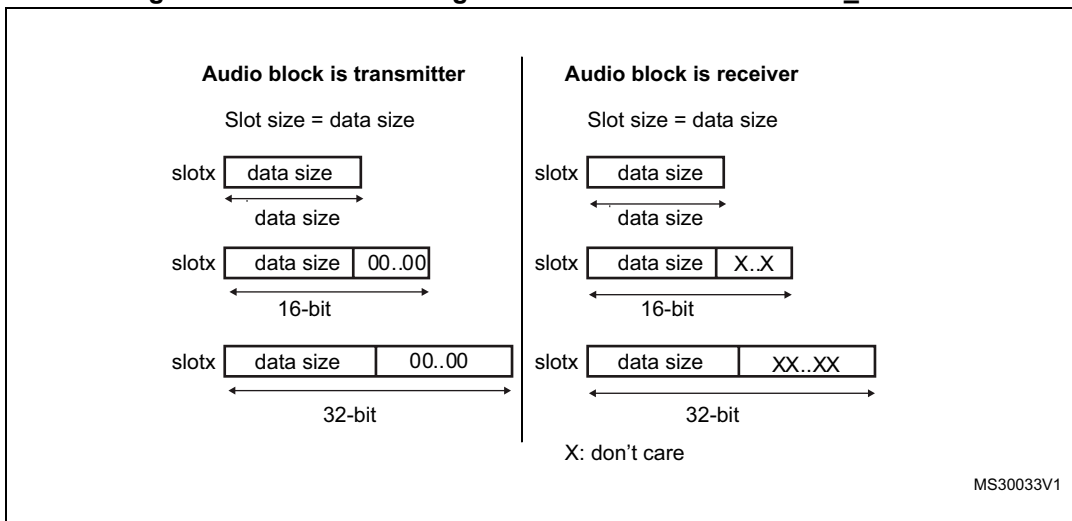 Audio block is transmitter
Slot size = data size
slotx data size
data size
slotx data size 00..00
16-bit
slotx data size 00..00
32-bit
Audio block is receiver
Slot size = data size
slotx data size
data size
slotx data size X..X
16-bit
slotx data size XX..XX
32-bit
X: don't care
MS30033V1